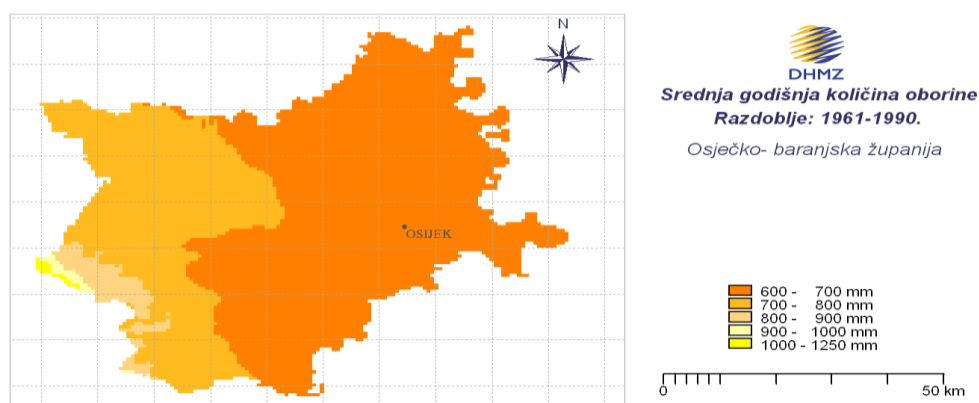 N
OSIJEK
DHMZ
Srednja godišnja količina oborine
Razdoblje: 1961-1990.
Osječko- baranjska županija
600 - 700 mm
700 - 800 mm
800 - 900 mm
900 - 1000 mm
1000 - 1250 mm
0 50 km